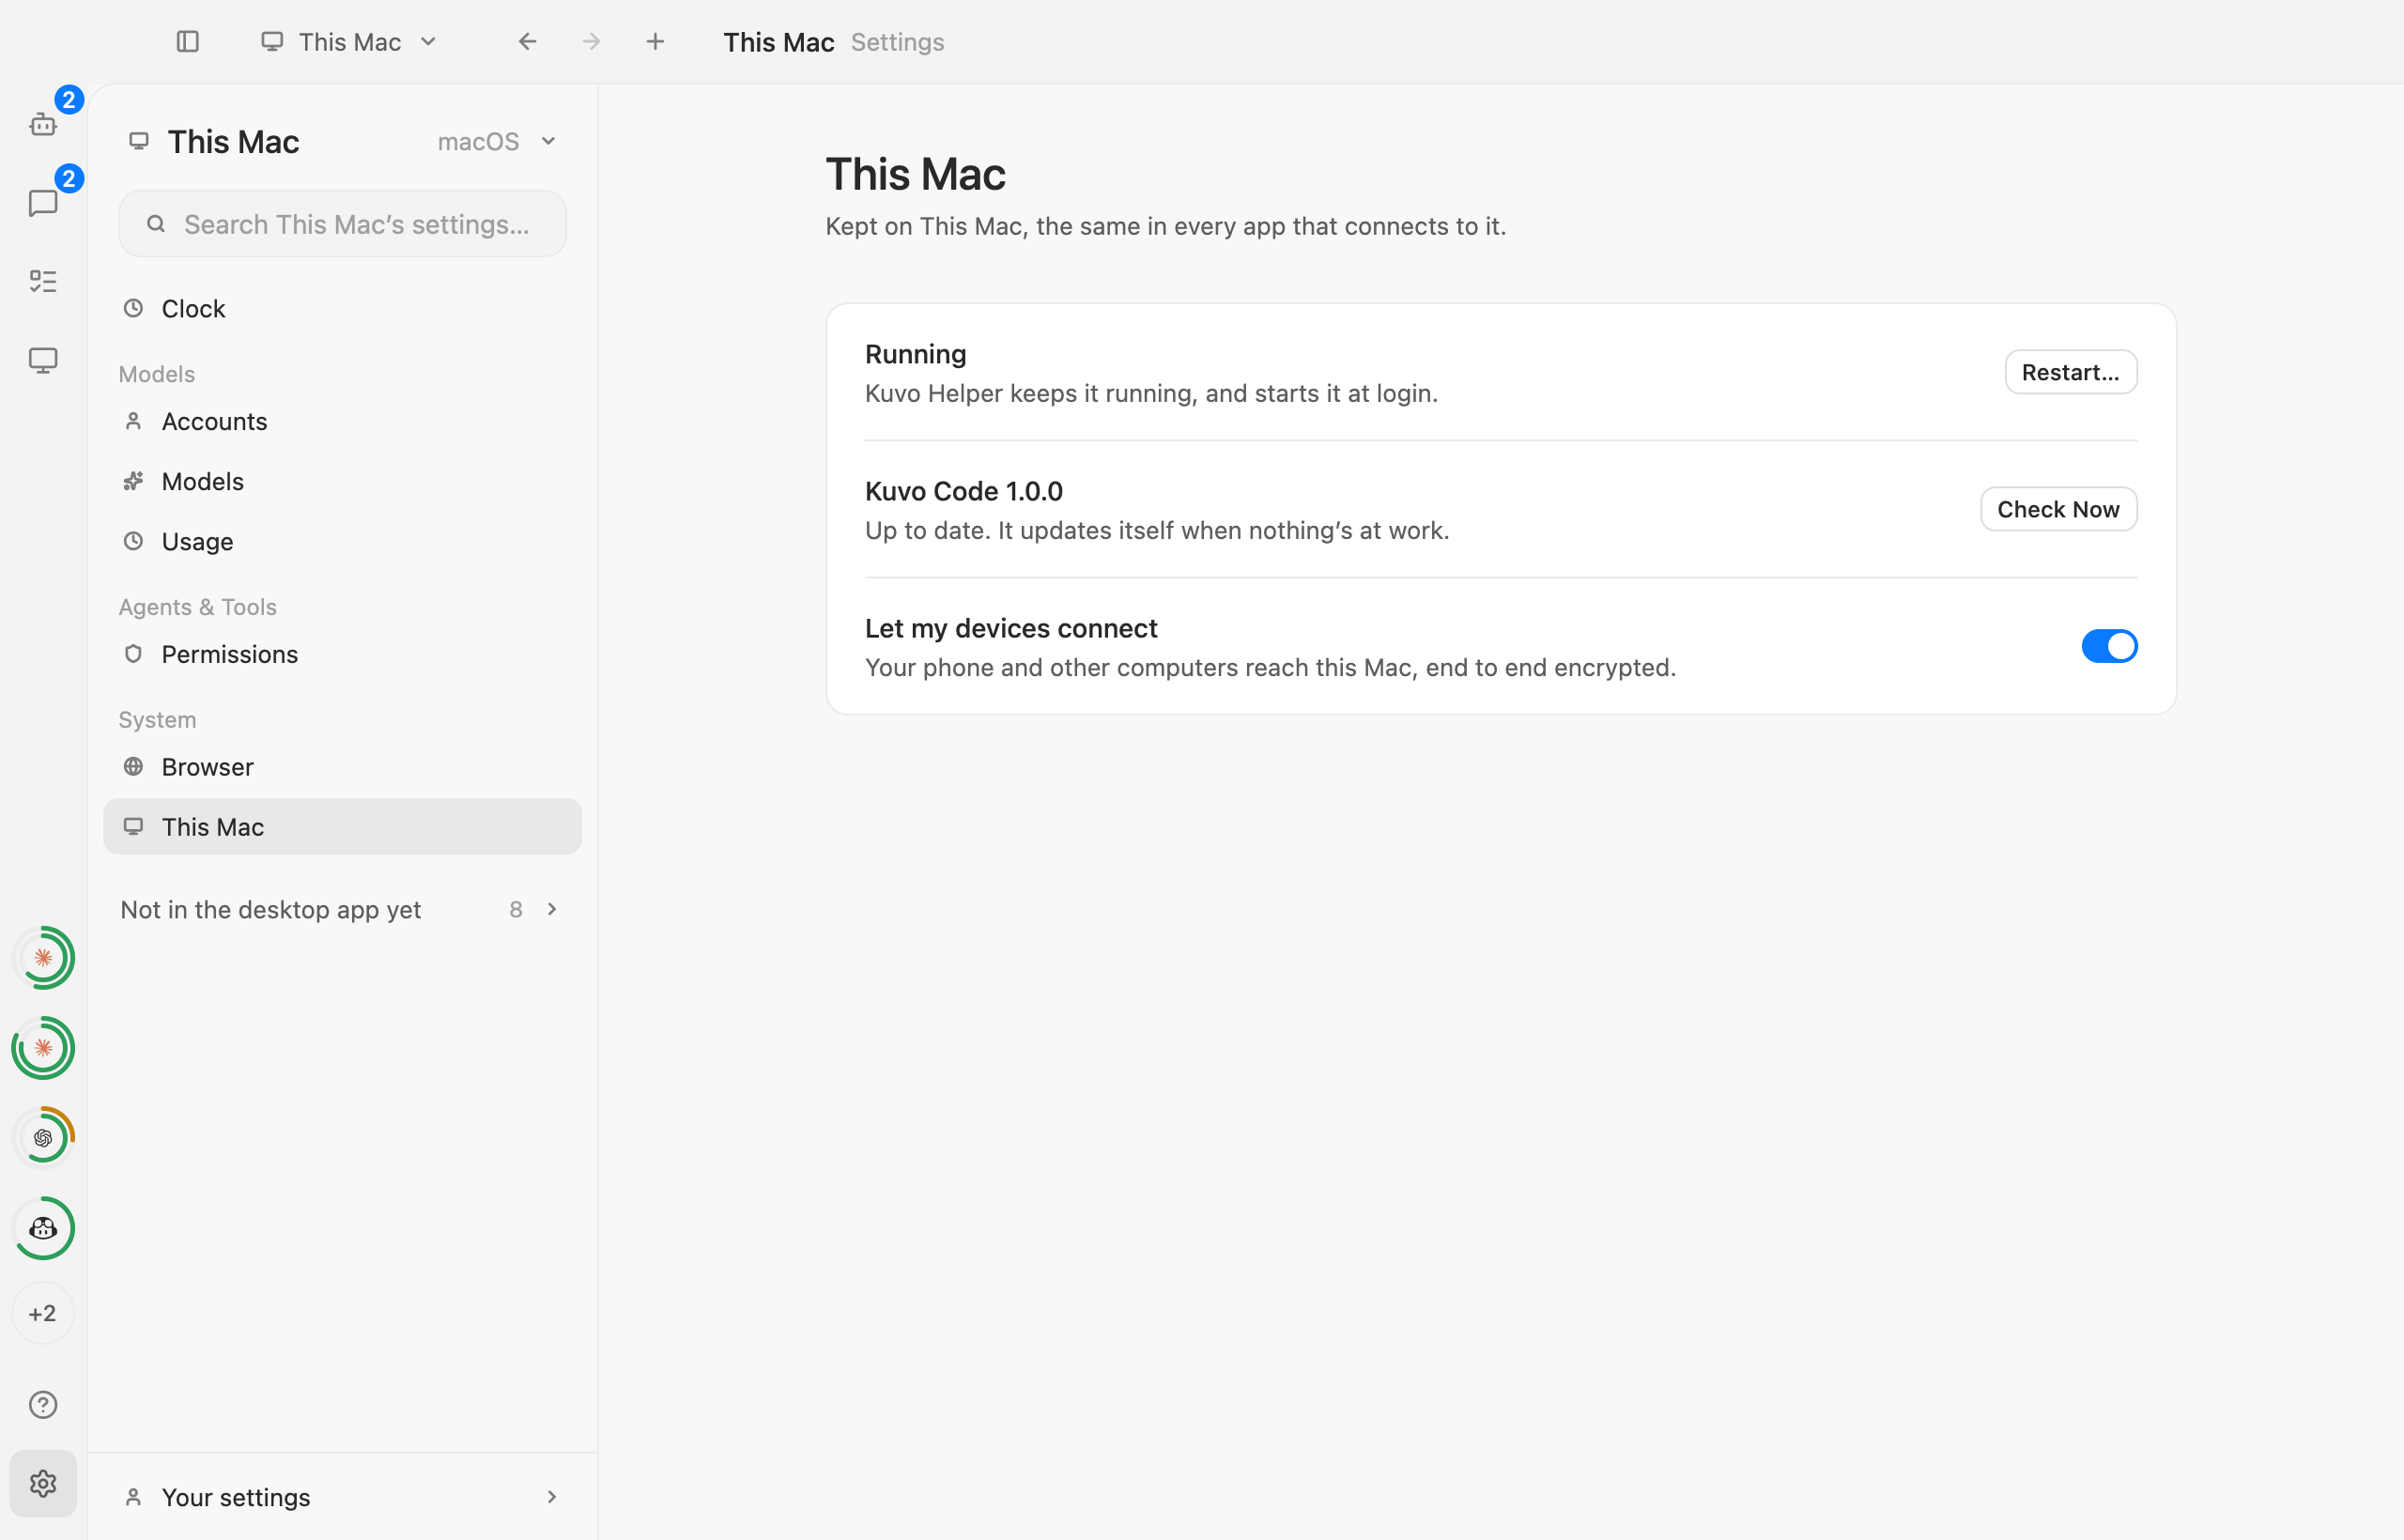 This Mac
This Mac Settings
2
2
This Mac macOS
Search This Mac’s settings...
Clock
Models
Accounts
Models
Usage
Agents & Tools
Permissions
System
Browser
This Mac
Not in the desktop app yet 8
+2
Your settings
This Mac
Kept on This Mac, the same in every app that connects to it.
Running
Kuvo Helper keeps it running, and starts it at login.
Restart...
Kuvo Code 1.0.0
Up to date. It updates itself when nothing’s at work.
Check Now
Let my devices connect
Your phone and other computers reach this Mac, end to end encrypted.